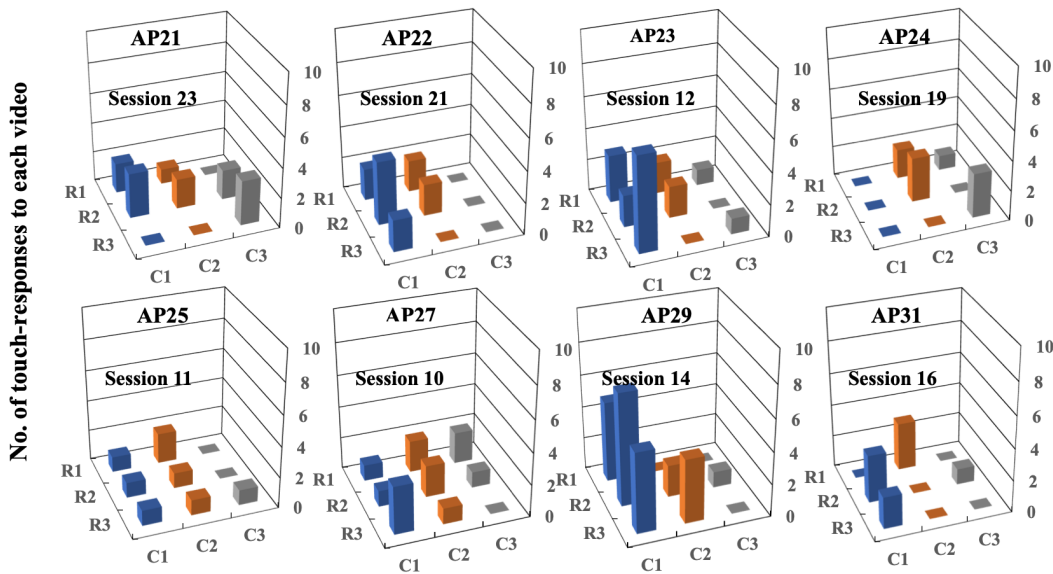 No. of touch-responses to each video
AP21
Session 23
10
8
6
4
2
0
R1
R2
R3
C1
C2
C3
AP22
Session 21
10
8
6
4
2
0
R1
R2
R3
C1
C2
C3
AP23
Session 12
10
8
6
4
2
0
R1
R2
R3
C1
C2
C3
AP24
Session 19
10
8
6
4
2
0
R1
R2
R3
C1
C2
C3
AP25
Session 11
10
8
6
4
2
0
R1
R2
R3
C1
C2
C3
AP27
Session 10
10
8
6
4
2
0
R1
R2
R3
C1
C2
C3
AP29
Session 14
10
8
6
4
2
0
R1
R2
R3
C1
C2
C3
AP31
Session 16
10
8
6
4
2
0
R1
R2
R3
C1
C2
C3